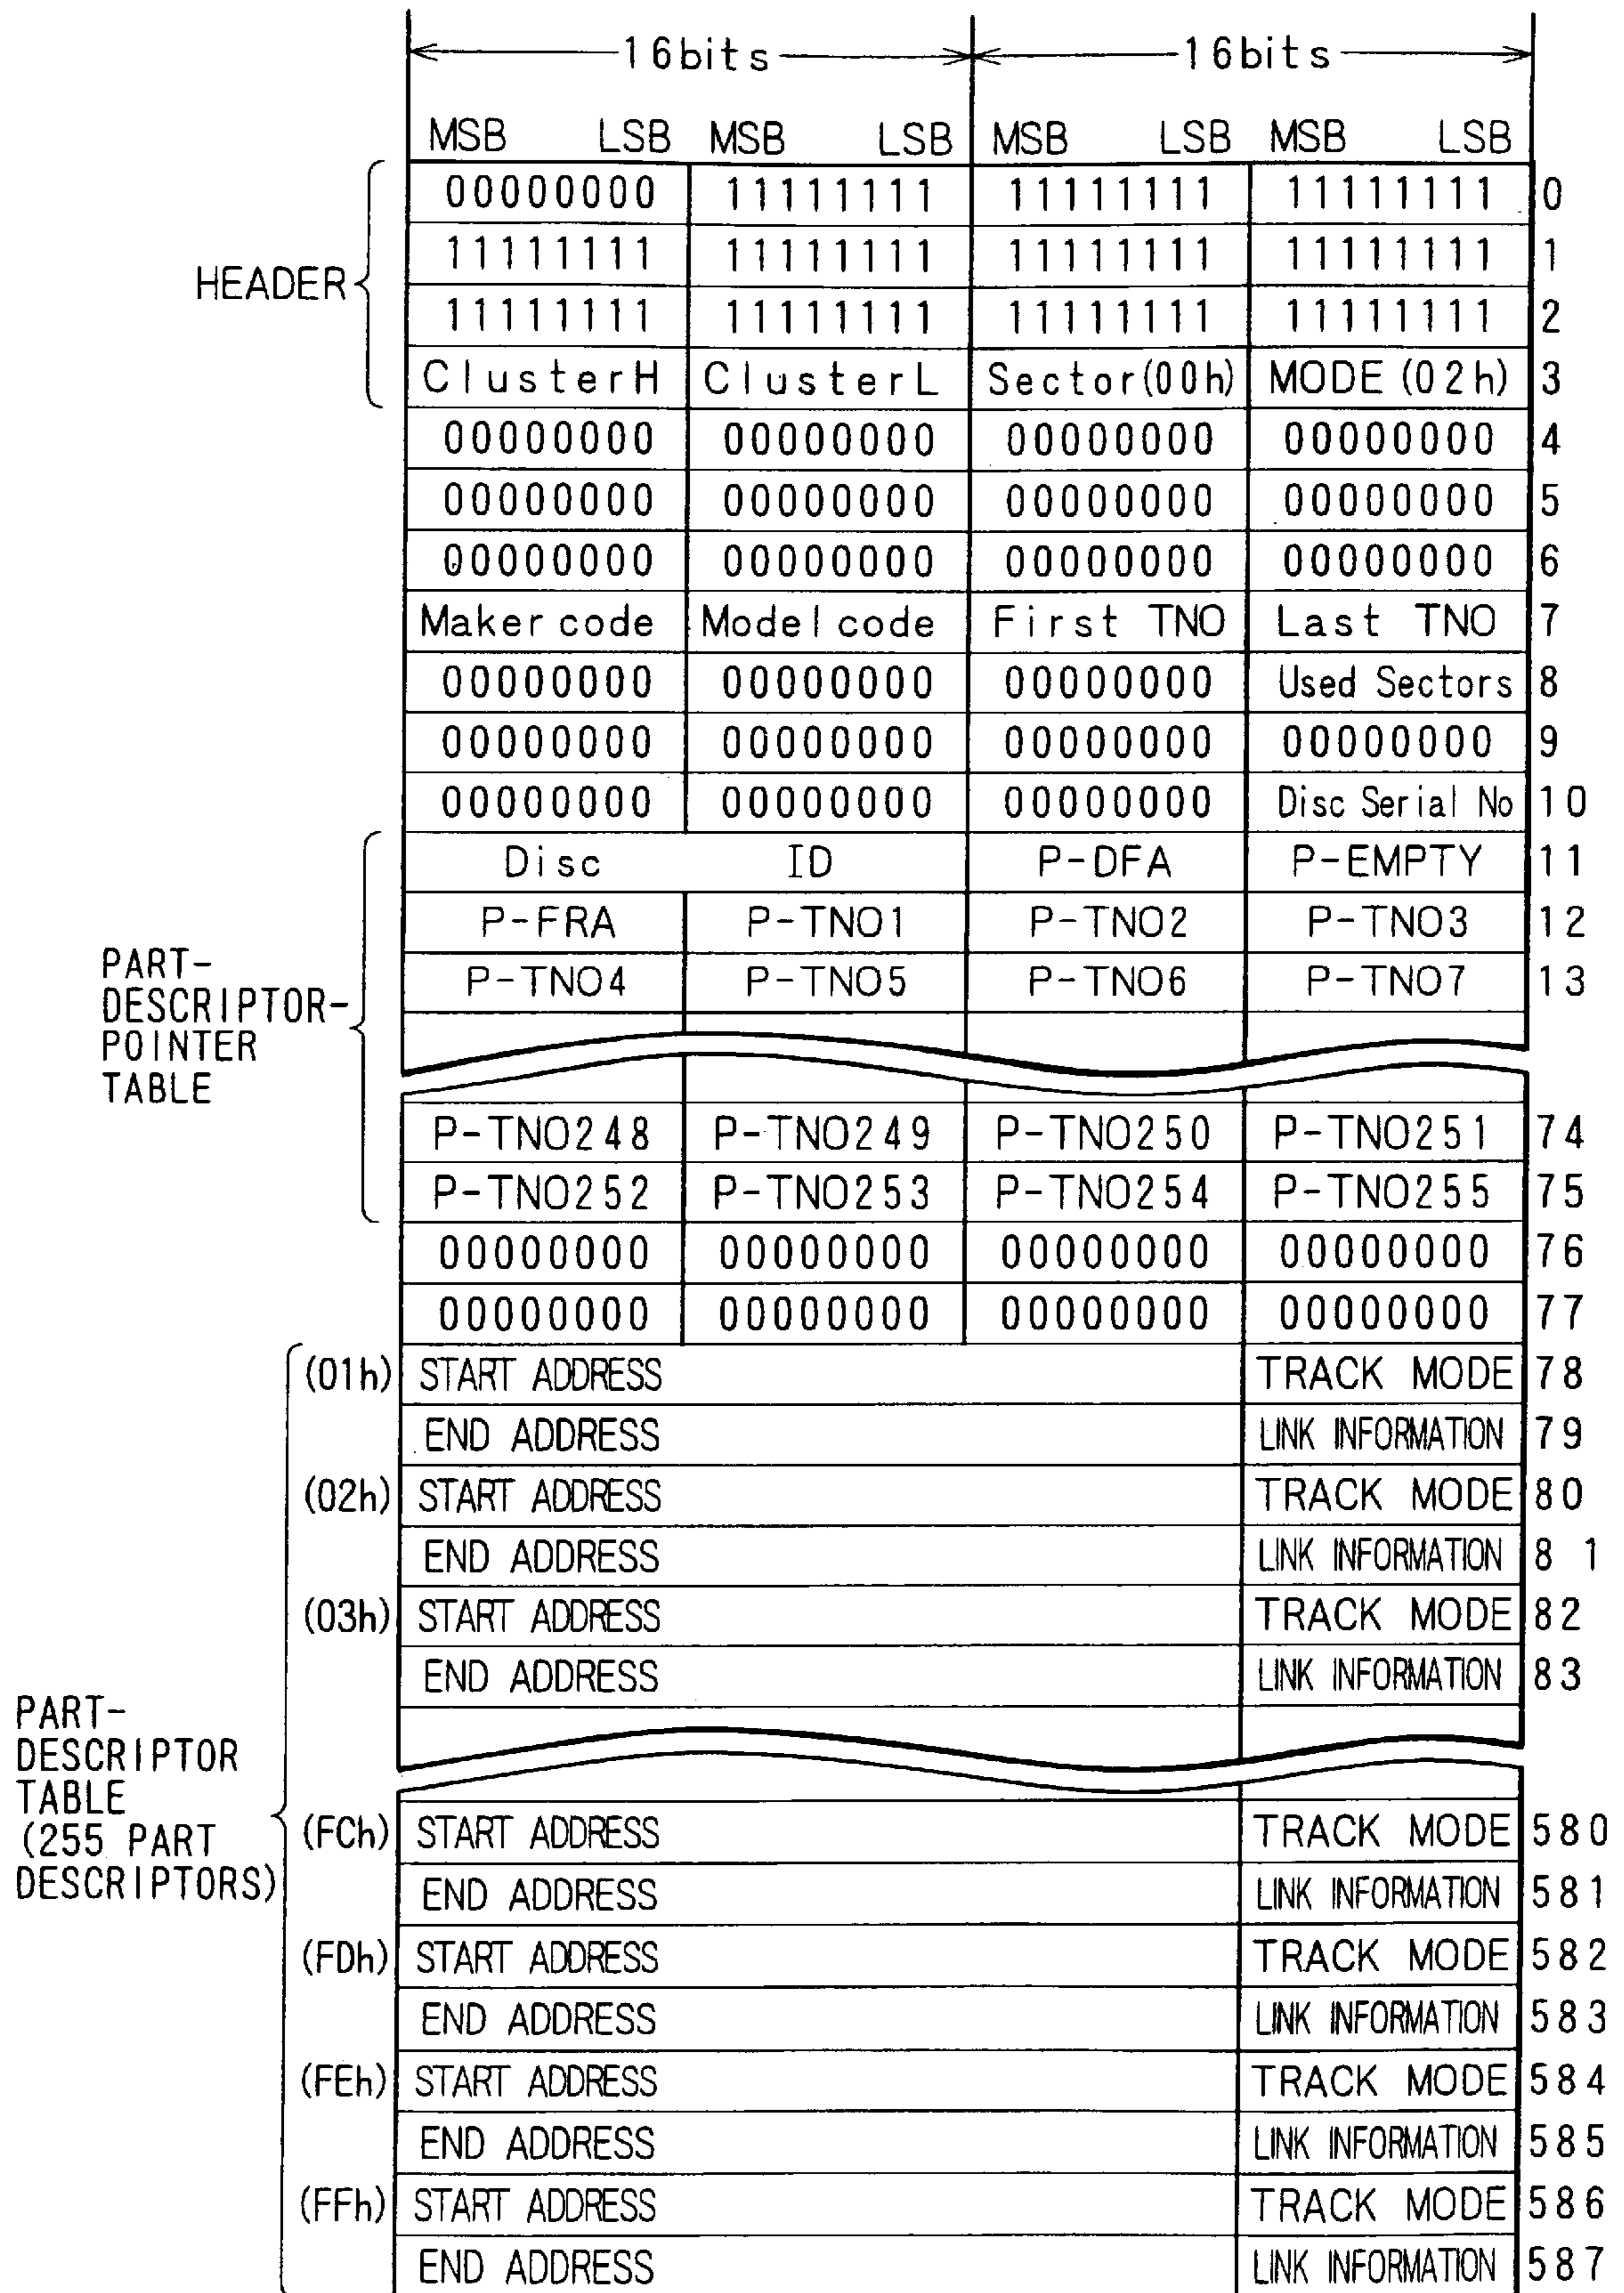 16bits 16bits
MSB LSB MSB LSB MSB LSB MSB LSB
00000000 11111111 11111111 11111111 0
11111111 11111111 11111111 11111111 1
HEADER
11111111 11111111 11111111 11111111 2
ClusterH ClusterL Sector(00h) MODE(02h) 3
00000000 00000000 00000000 00000000 4
00000000 00000000 00000000 00000000 5
00000000 00000000 00000000 00000000 6
Maker code Model code First TNO Last TNO 7
00000000 00000000 00000000 Used Sectors 8
00000000 00000000 00000000 00000000 9
00000000 00000000 00000000 Disc Serial No 10
Disc ID P-DFA P-EMPTY 11
P-FRA P-TNO1 P-TNO2 P-TNO3 12
P-TNO4 P-TNO5 P-TNO6 P-TNO7 13
PART-
DESCRIPTOR-
POINTER
TABLE
P-TNO248 P-TNO249 P-TNO250 P-TNO251 74
P-TNO252 P-TNO253 P-TNO254 P-TNO255 75
00000000 00000000 00000000 00000000 76
00000000 00000000 00000000 00000000 77
(01h) START ADDRESS TRACK MODE 78
END ADDRESS LINK INFORMATION 79
(02h) START ADDRESS TRACK MODE 80
END ADDRESS LINK INFORMATION 81
(03h) START ADDRESS TRACK MODE 82
END ADDRESS LINK INFORMATION 83
PART-
DESCRIPTOR
TABLE
(255 PART
DESCRIPTORS)
(FCh) START ADDRESS TRACK MODE 580
END ADDRESS LINK INFORMATION 581
(FDh) START ADDRESS TRACK MODE 582
END ADDRESS LINK INFORMATION 583
(FEh) START ADDRESS TRACK MODE 584
END ADDRESS LINK INFORMATION 585
(FFh) START ADDRESS TRACK MODE 586
END ADDRESS LINK INFORMATION 587